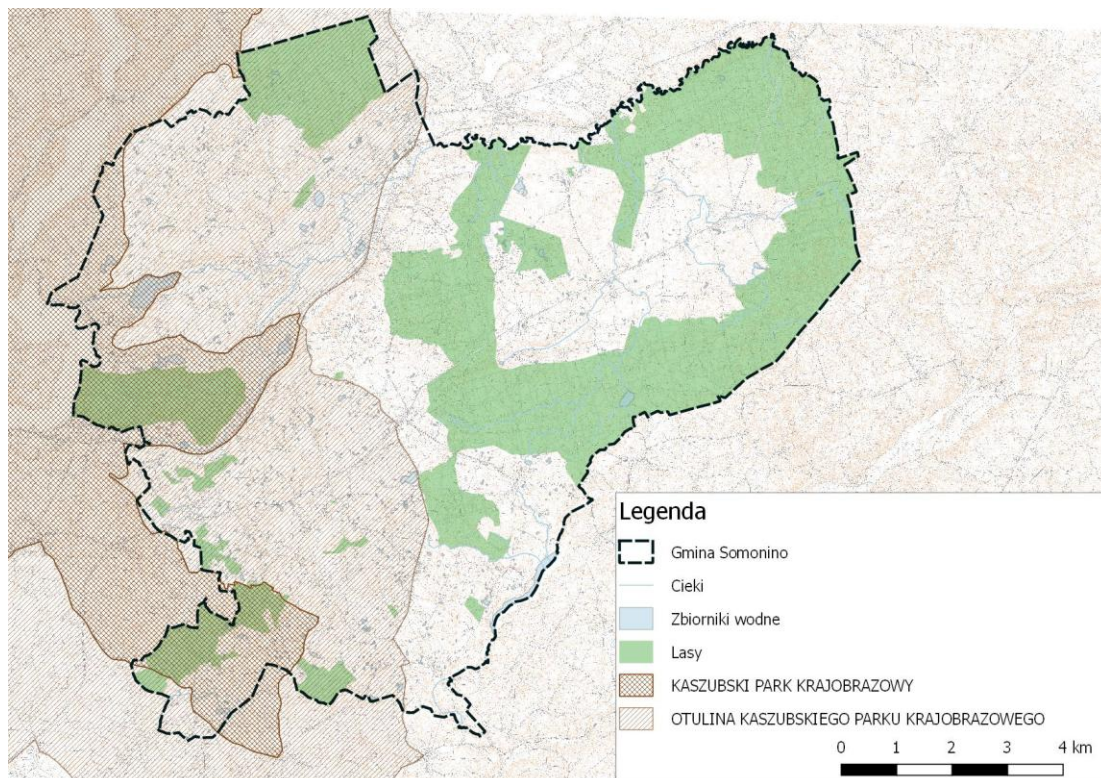 Legenda
Gmina Somonino
Cieki
Zbiorniki wodne
Lasy
KASZUBSKI PARK KRAJOBRAZOWY
OTULINA KASZUBSKIEGO PARKU KRAJOBRAZOWEGO
0 1 2 3 4 km